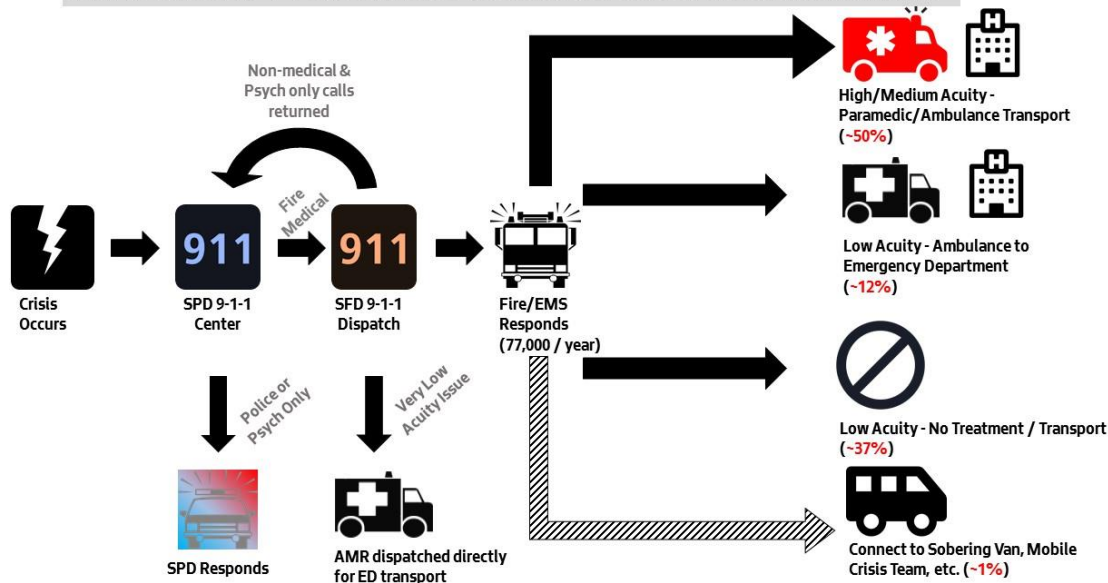 Non-medical &
Psych only calls
returned
Fire
Medical
911
911
H
H
Crisis
Occurs
SPD 9-1-1
Center
SFD 9-1-1
Dispatch
Fire/EMS
Responds
(77,000 / year)
Police or
Psych Only
Very Low
Acuity Issue
SPD Responds
AMR dispatched directly
for ED transport
High/Medium Acuity -
Paramedic/Ambulance Transport
(~50%)
Low Acuity - Ambulance to
Emergency Department
(~12%)
Low Acuity - No Treatment / Transport
(~37%)
Connect to Sobering Van, Mobile
Crisis Team, etc. (~1%)